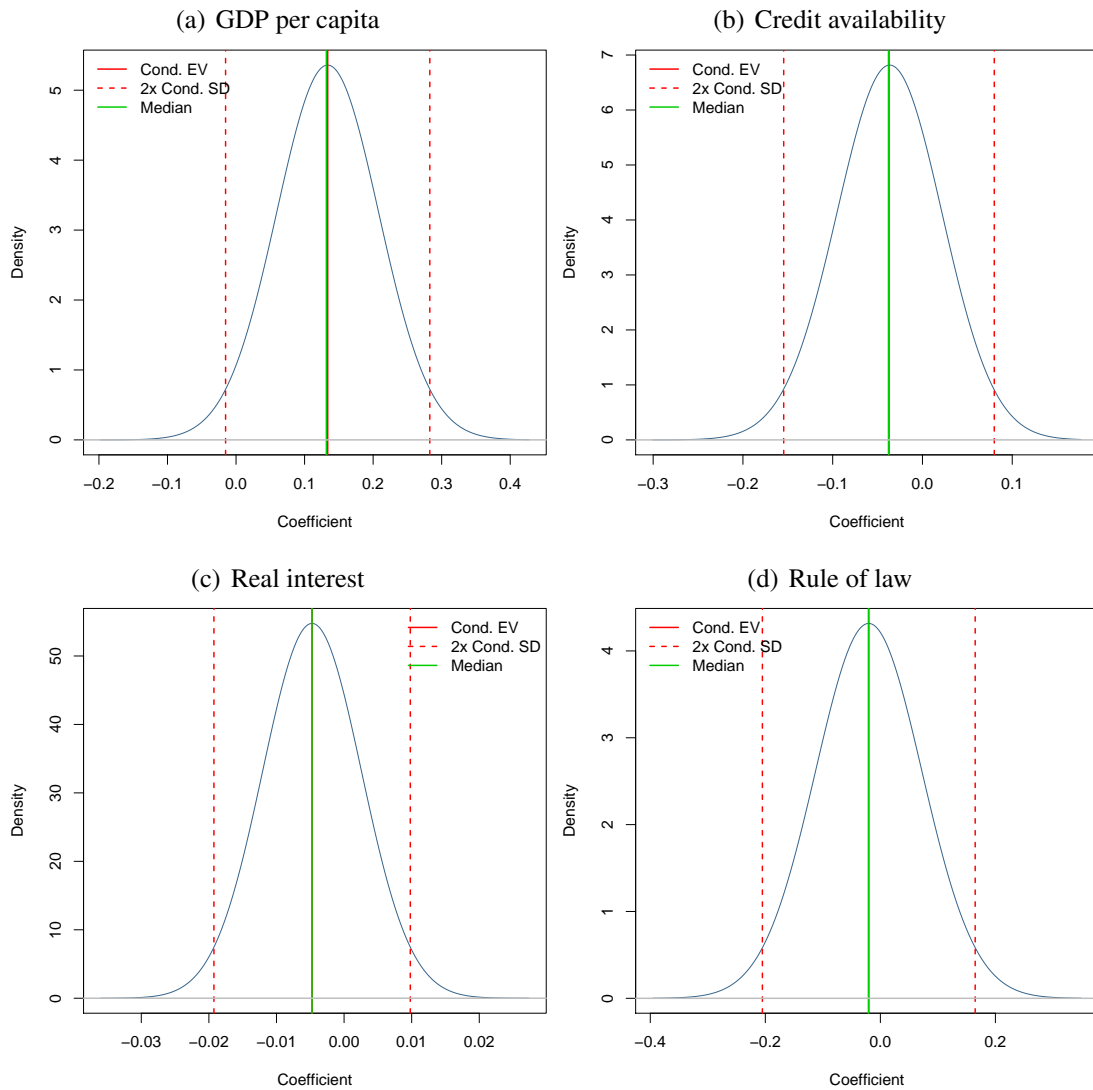 (a) GDP per capita
Cond. EV
2x Cond. SD
Median
Density
0
1
2
3
4
5
−0.2
−0.1
0.0
0.1
0.2
0.3
0.4
Coefficient
(b) Credit availability
Cond. EV
2x Cond. SD
Median
Density
0
1
2
3
4
5
6
7
−0.3
−0.2
−0.1
0.0
0.1
Coefficient
(c) Real interest
Cond. EV
2x Cond. SD
Median
Density
0
10
20
30
40
50
−0.03
−0.02
−0.01
0.00
0.01
0.02
Coefficient
(d) Rule of law
Cond. EV
2x Cond. SD
Median
Density
0
1
2
3
4
−0.4
−0.2
0.0
0.2
Coefficient